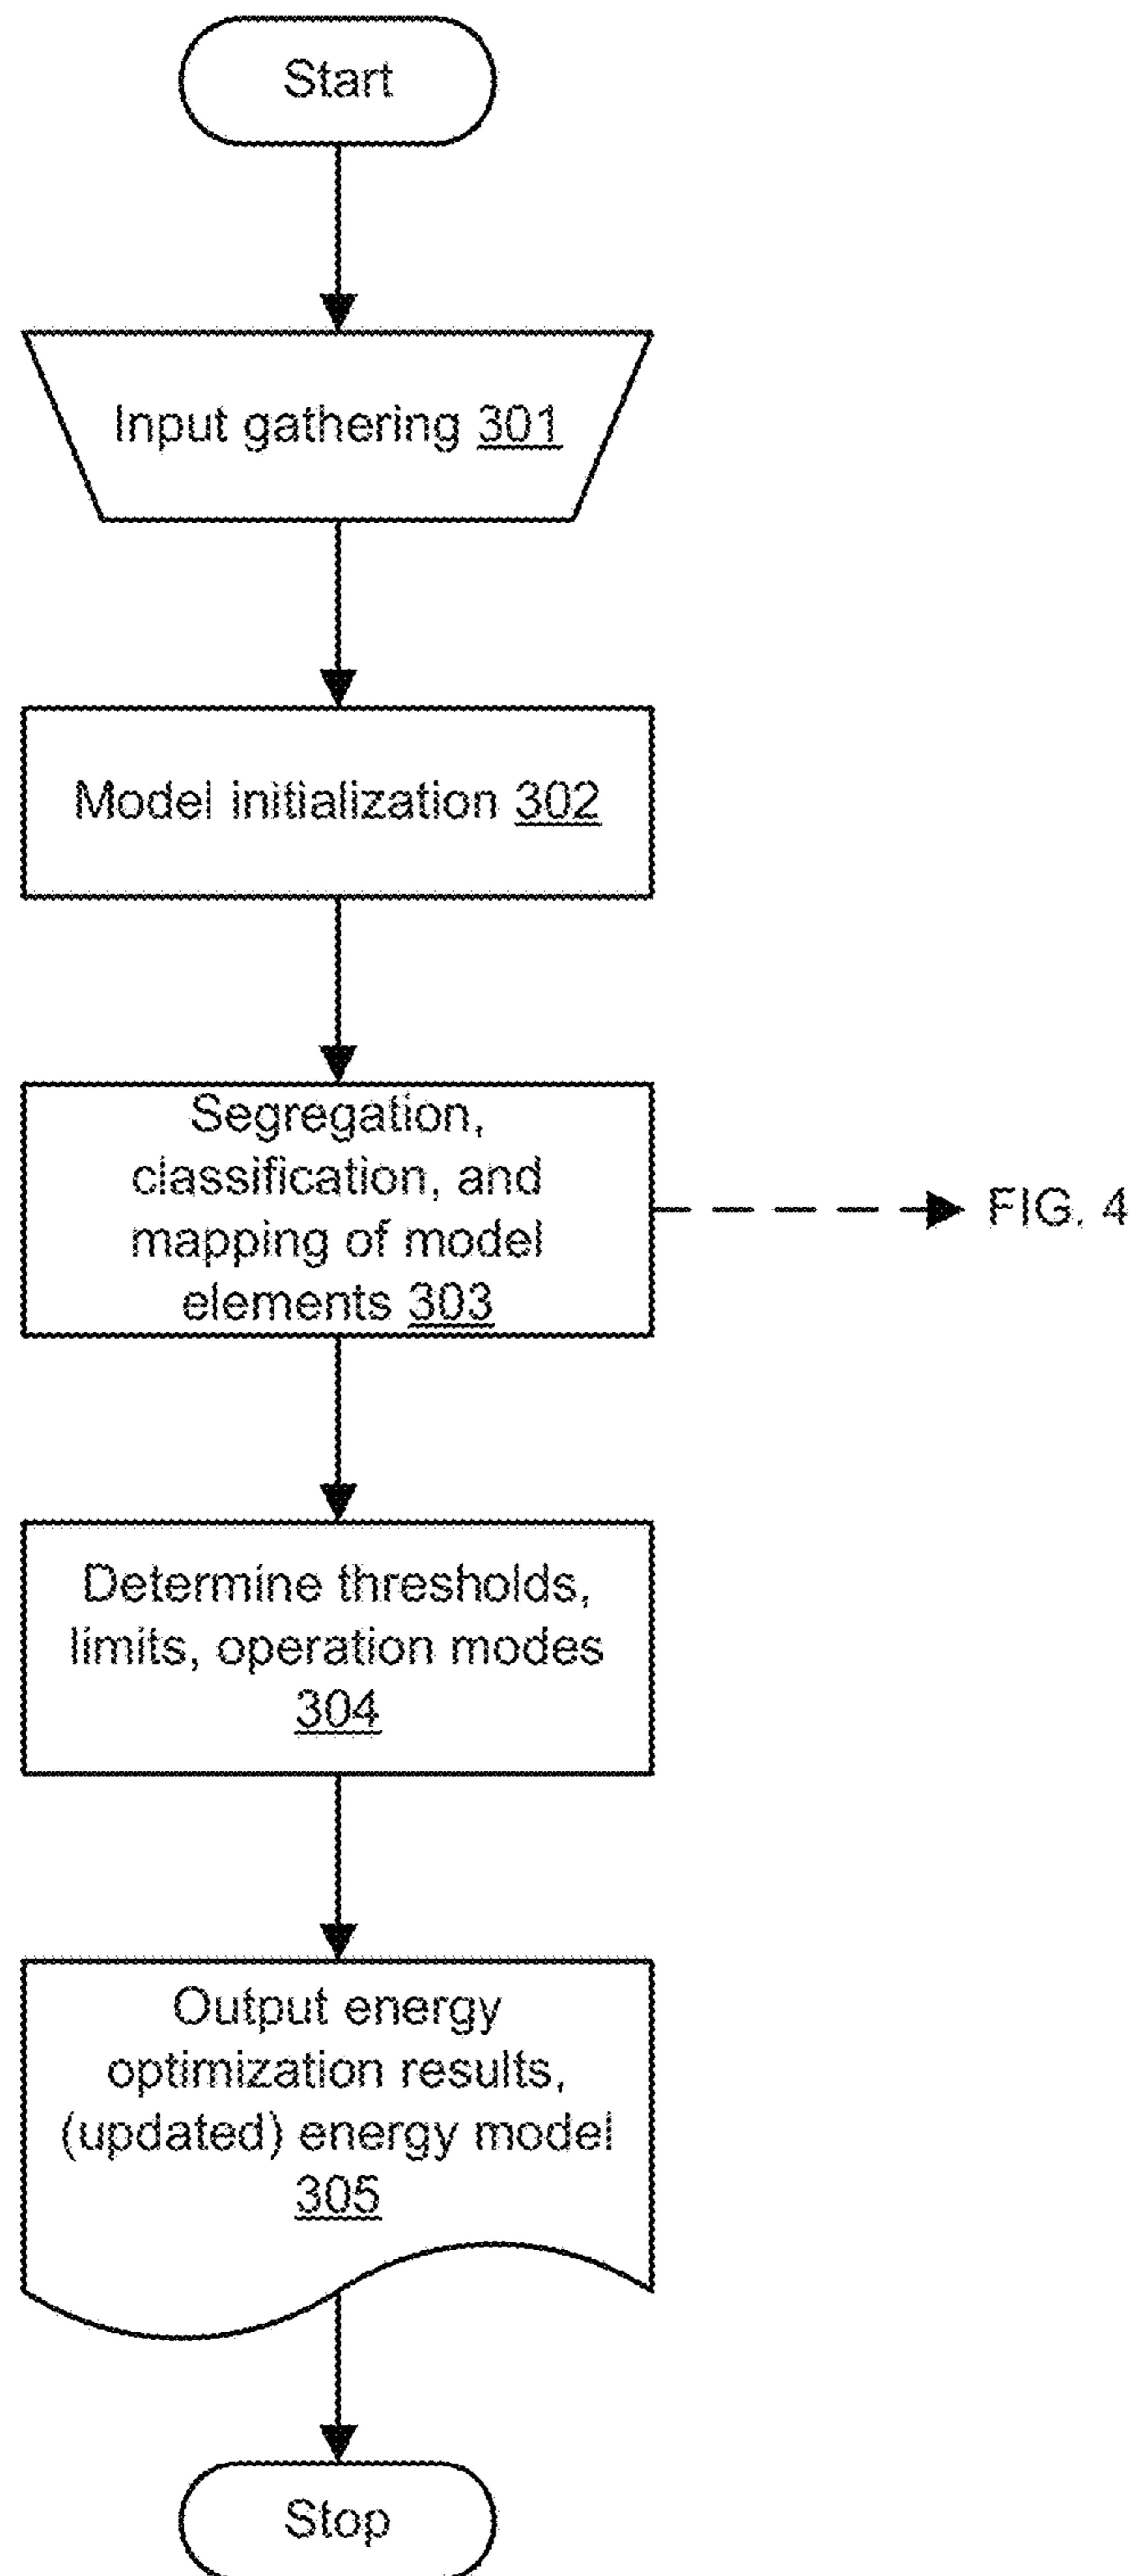 Start
Input gathering 301
Model initialization 302
Segregation,
classification, and
mapping of model
elements 303
FIG. 4
Determine thresholds,
limits, operation modes
304
Output energy
optimization results,
(updated) energy model
305
Stop